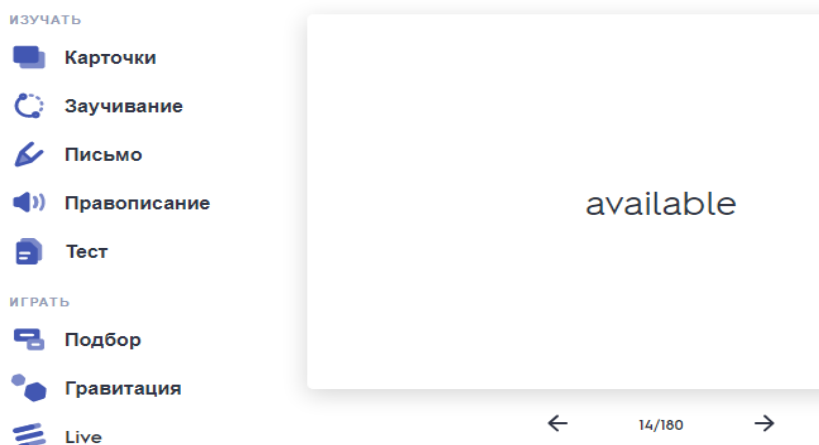 ИЗУЧАТЬ
Карточки
Заучивание
Письмо
Правописание
Тест
ИГРАТЬ
Подбор
Гравитация
Live
available
14/180